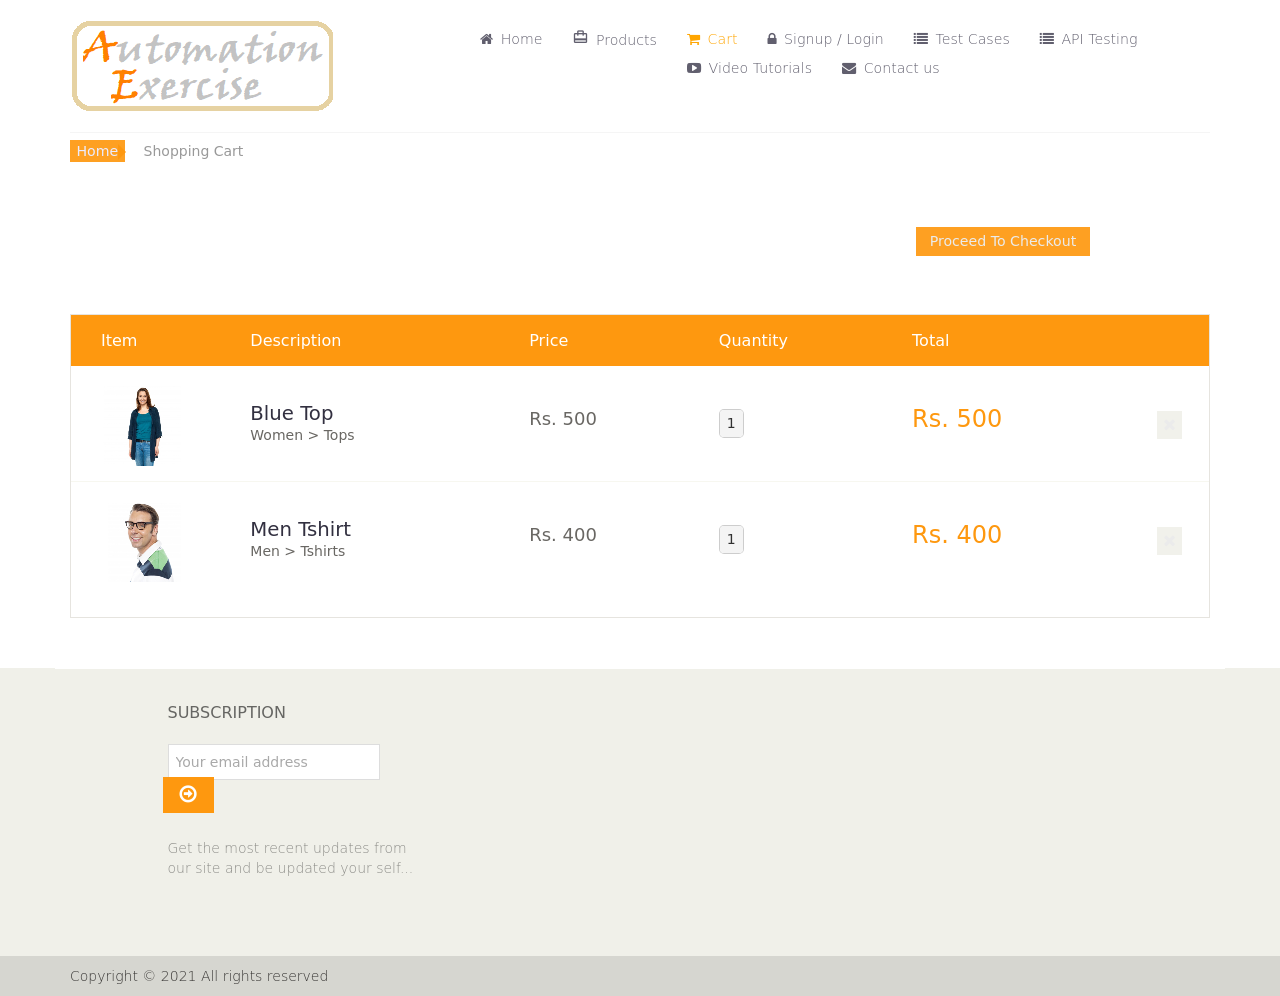 Automation
Exercise
Home Products Cart Signup / Login Test Cases API Testing
Video Tutorials Contact us
Home Shopping Cart
Proceed To Checkout
Item Description Price Quantity Total
Blue Top
Women > Tops
Rs. 500 1 Rs. 500
Men Tshirt
Men > Tshirts
Rs. 400 1 Rs. 400
SUBSCRIPTION
Your email address
Get the most recent updates from
our site and be updated your self...
Copyright © 2021 All rights reserved